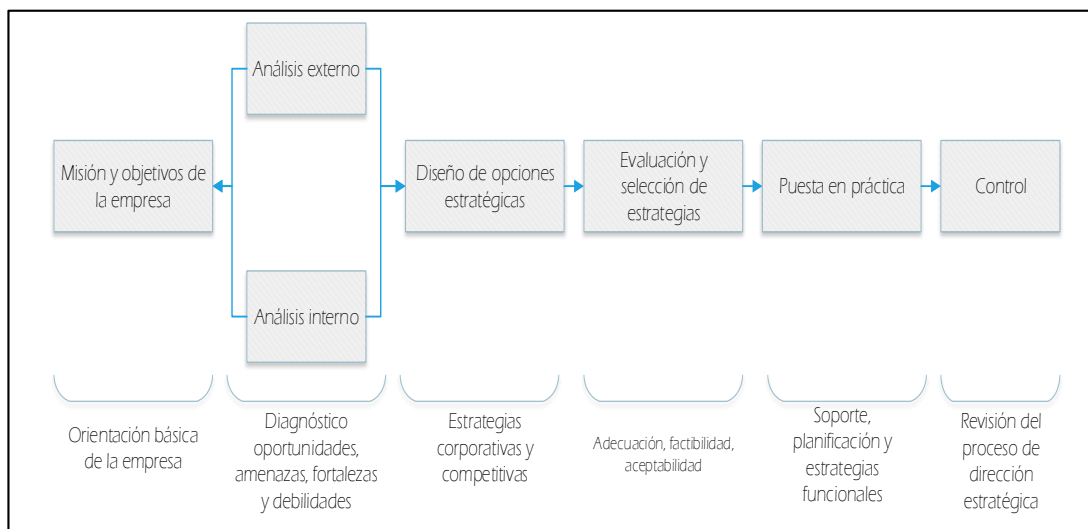 Análisis externo
Misión y objetivos de
la empresa
Diseño de opciones
estratégicas
Evaluación y
selección de
estrategias
Puesta en práctica
Control
Análisis interno
Orientación básica
de la empresa
Diagnóstico
oportunidades,
amenazas, fortalezas
y debilidades
Estrategias
corporativas y
competitivas
Adecuación, factibilidad,
aceptabilidad
Soporte,
planificación y
estrategias
funcionales
Revisión del
proceso de
dirección
estratégica